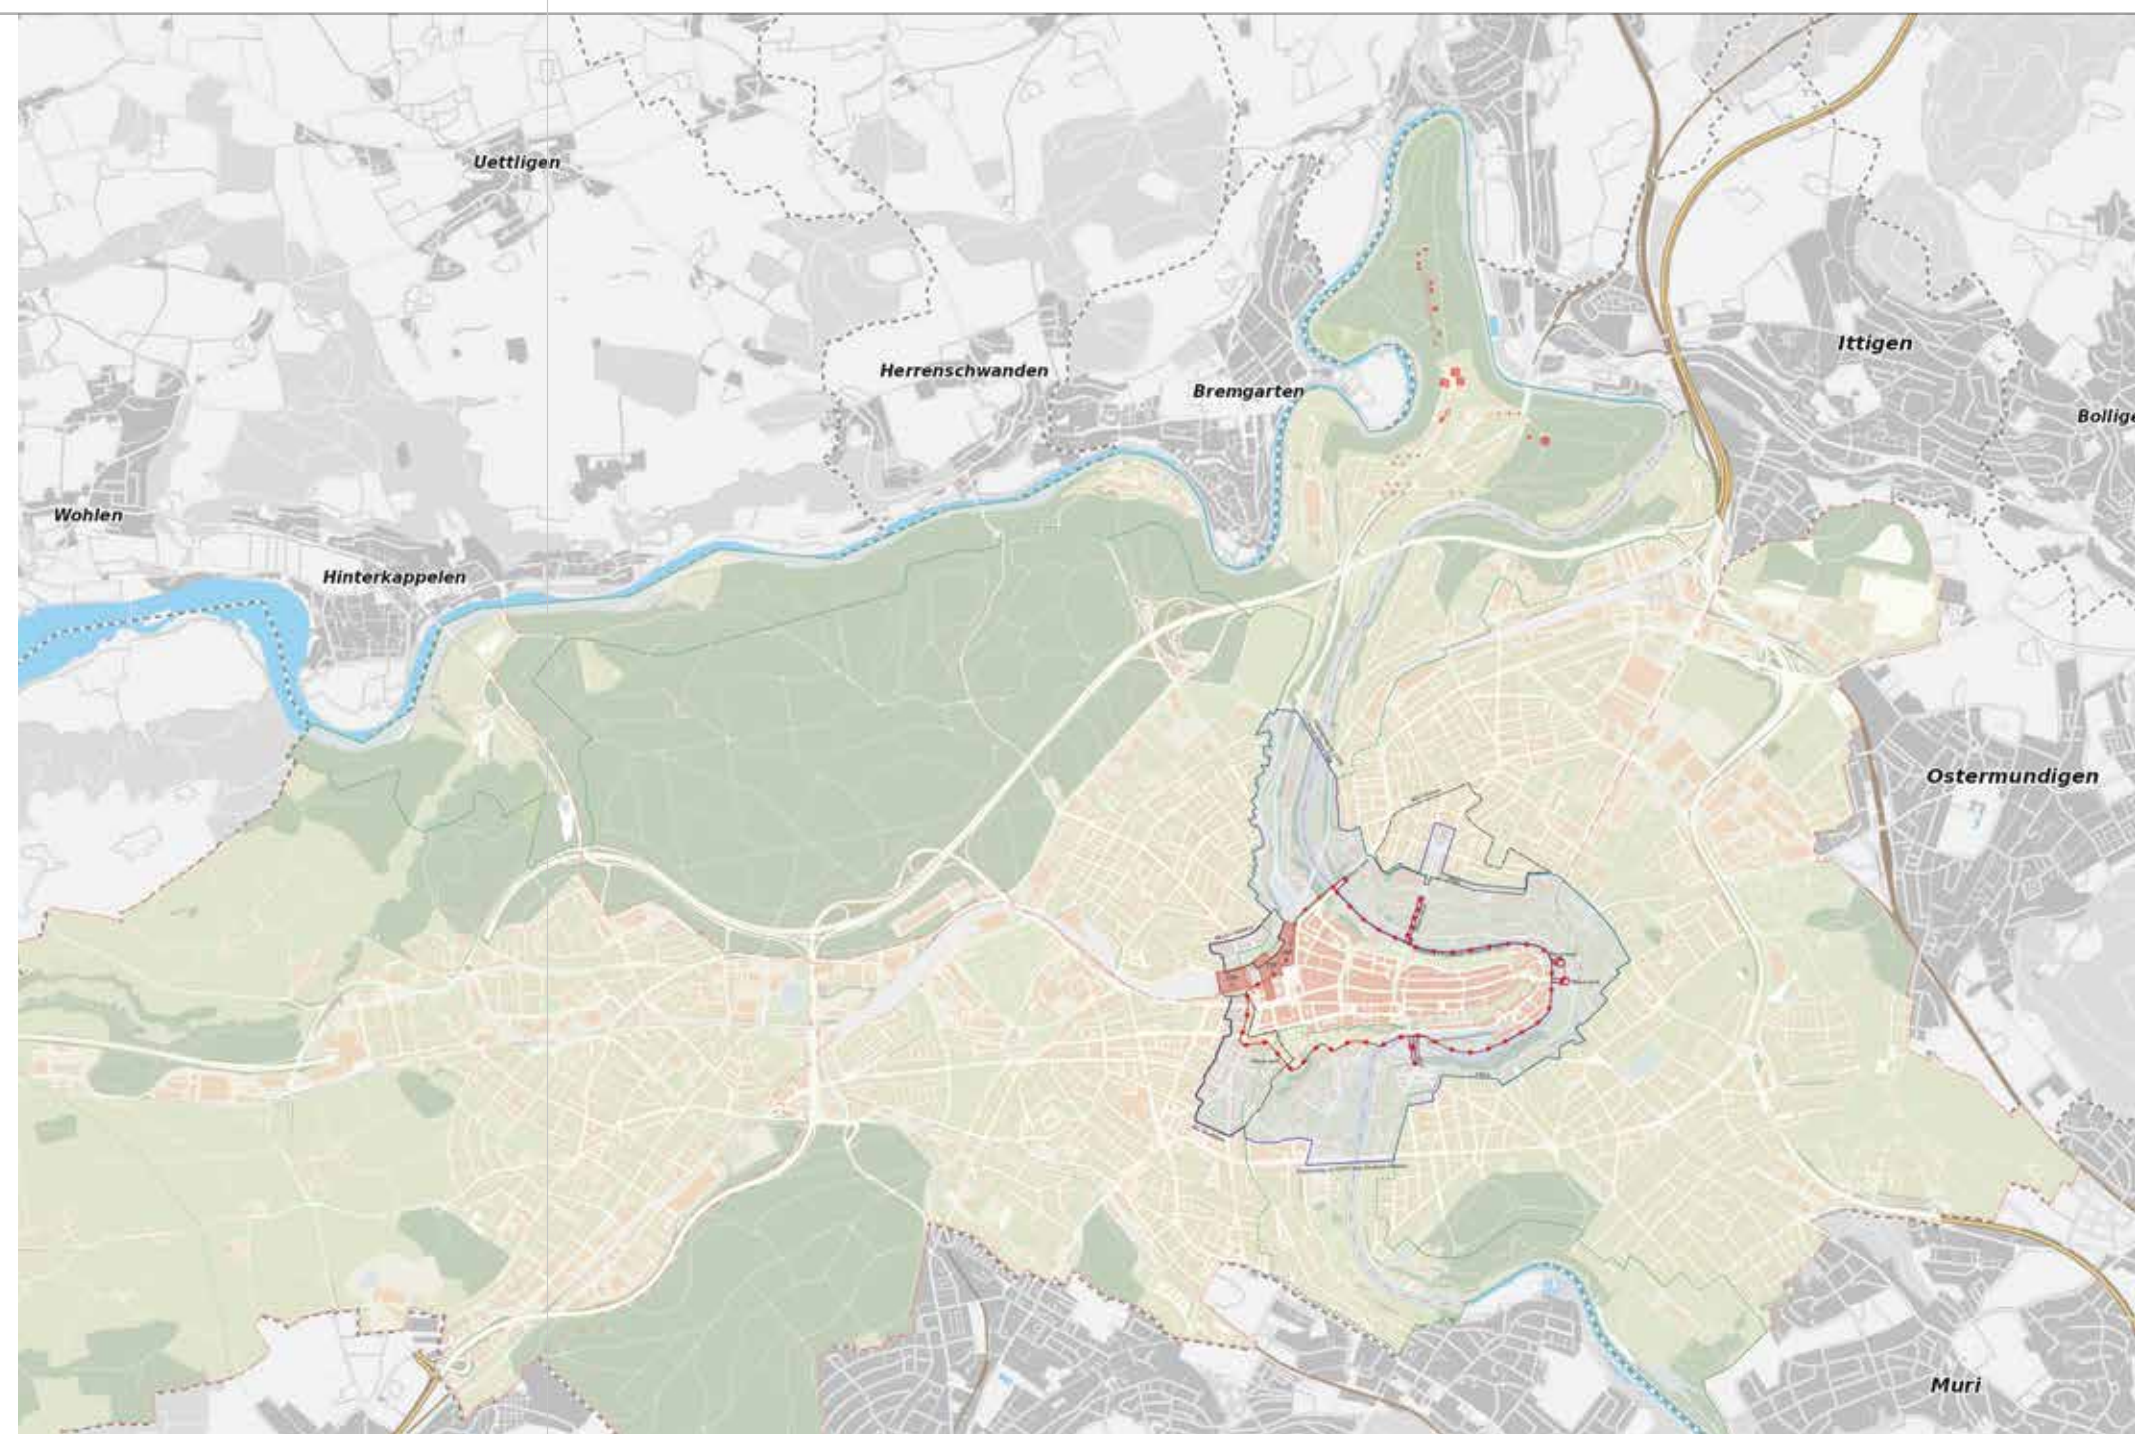 Uettligen
Ittigen
Herrenschwanden
Bremgarten
Bollige
Wohlen
Hinterkappelen
Ostermundigen
Muri